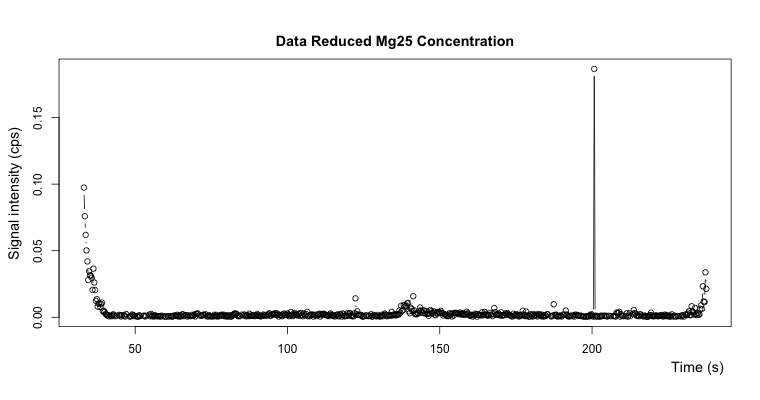 Data Reduced Mg25 Concentration
Signal intensity (cps)
0.15
0.10
0.05
0.00
50 100 150 200
Time (s)